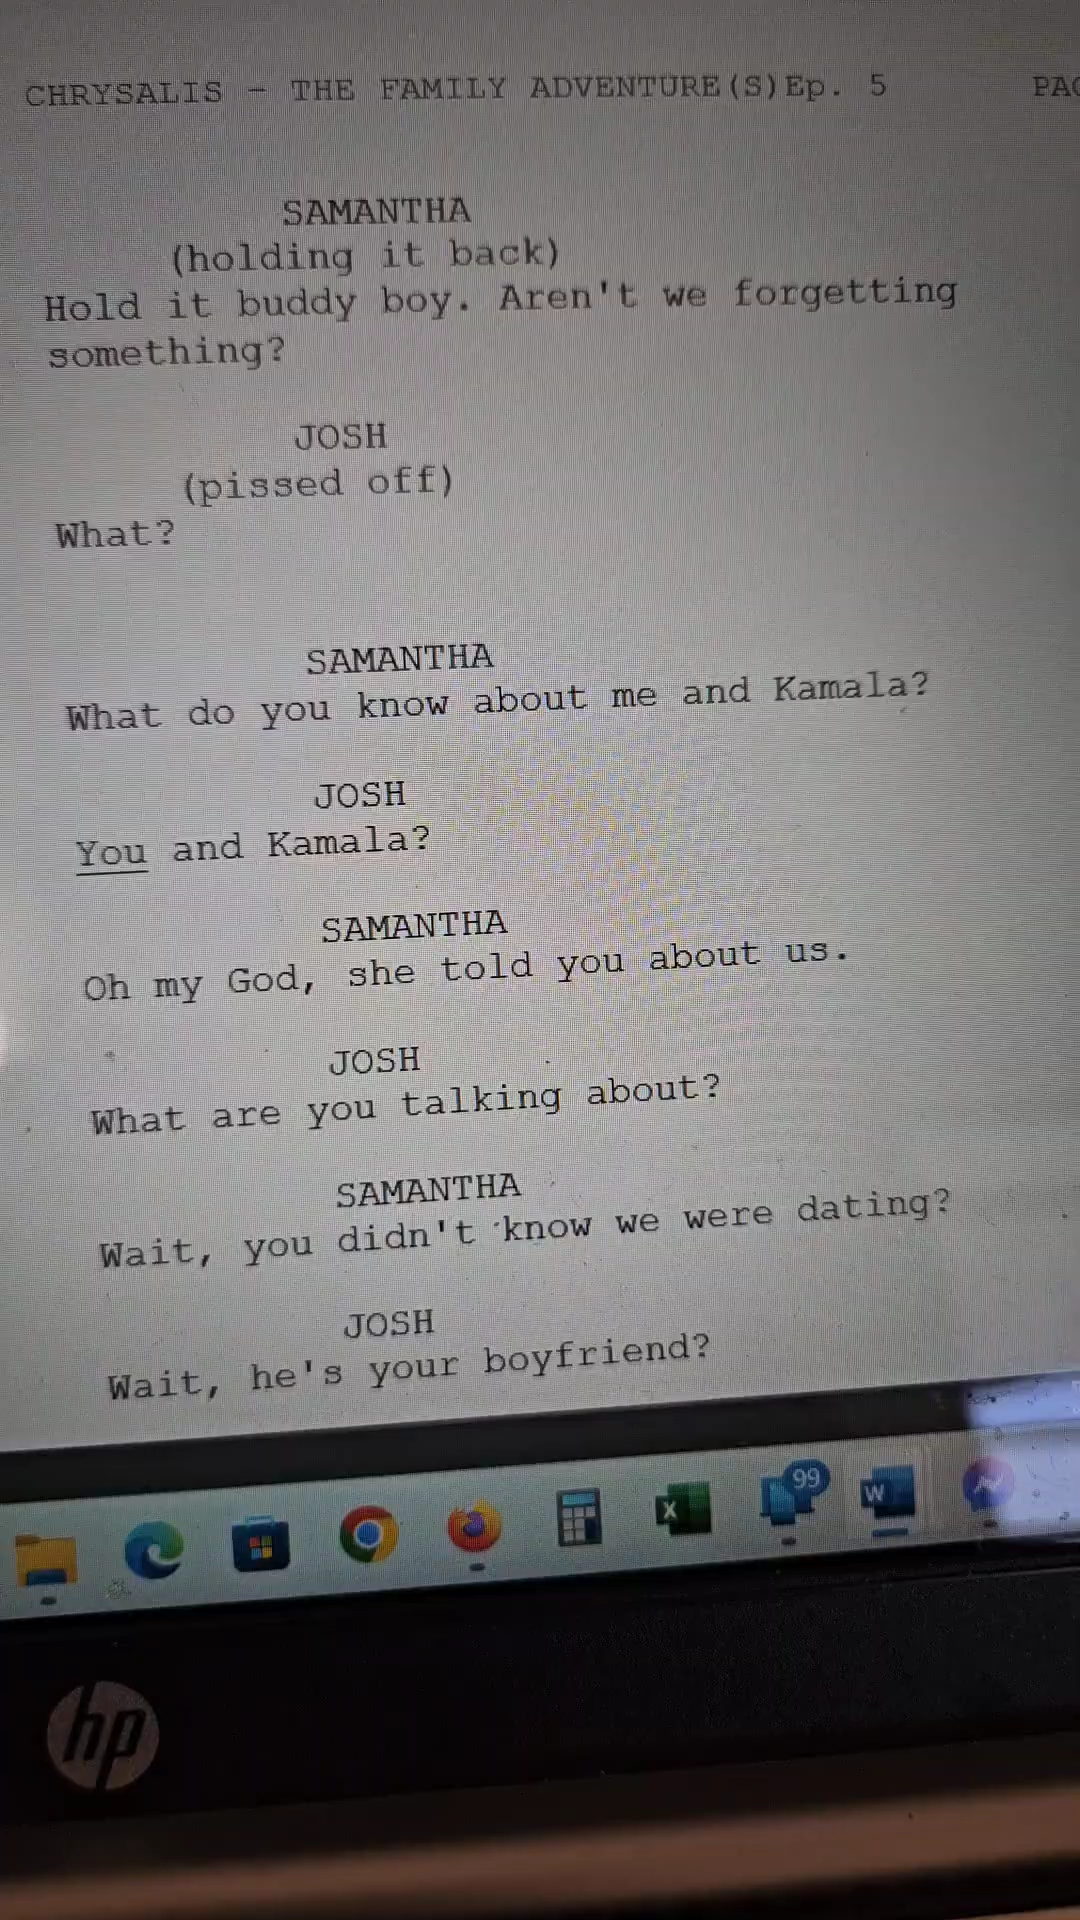 CHRYSALIS - THE FAMILY ADVENTURE(S)Ep. 5
SAMANTHA
(holding it back)
Hold it buddy boy. Aren't we forgetting
something?
JOSH
(pissed off)
What?
SAMANTHA
What do you know about me and Kamala?
JOSH
You and Kamala?
SAMANTHA
Oh my God, she told you about us.
JOSH
What are you talking about?
SAMANTHA
Wait, you didn't know we were dating?
JOSH
Wait, he's your boyfriend?
X
99
W
hp